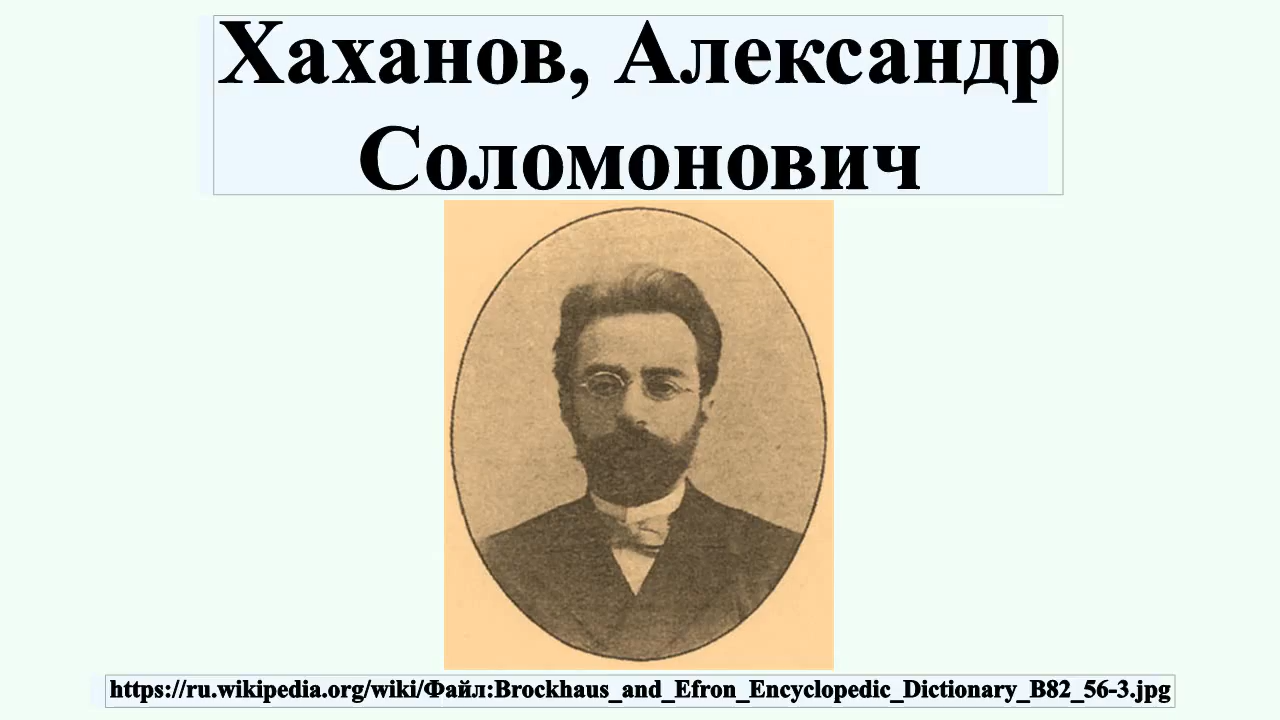 Хаханов, Александр
Соломонович
https://ru.wikipedia.org/wiki/Файл:Brockhaus_and_Efron_Encyclopedic_Dictionary_B82_56-3.jpg